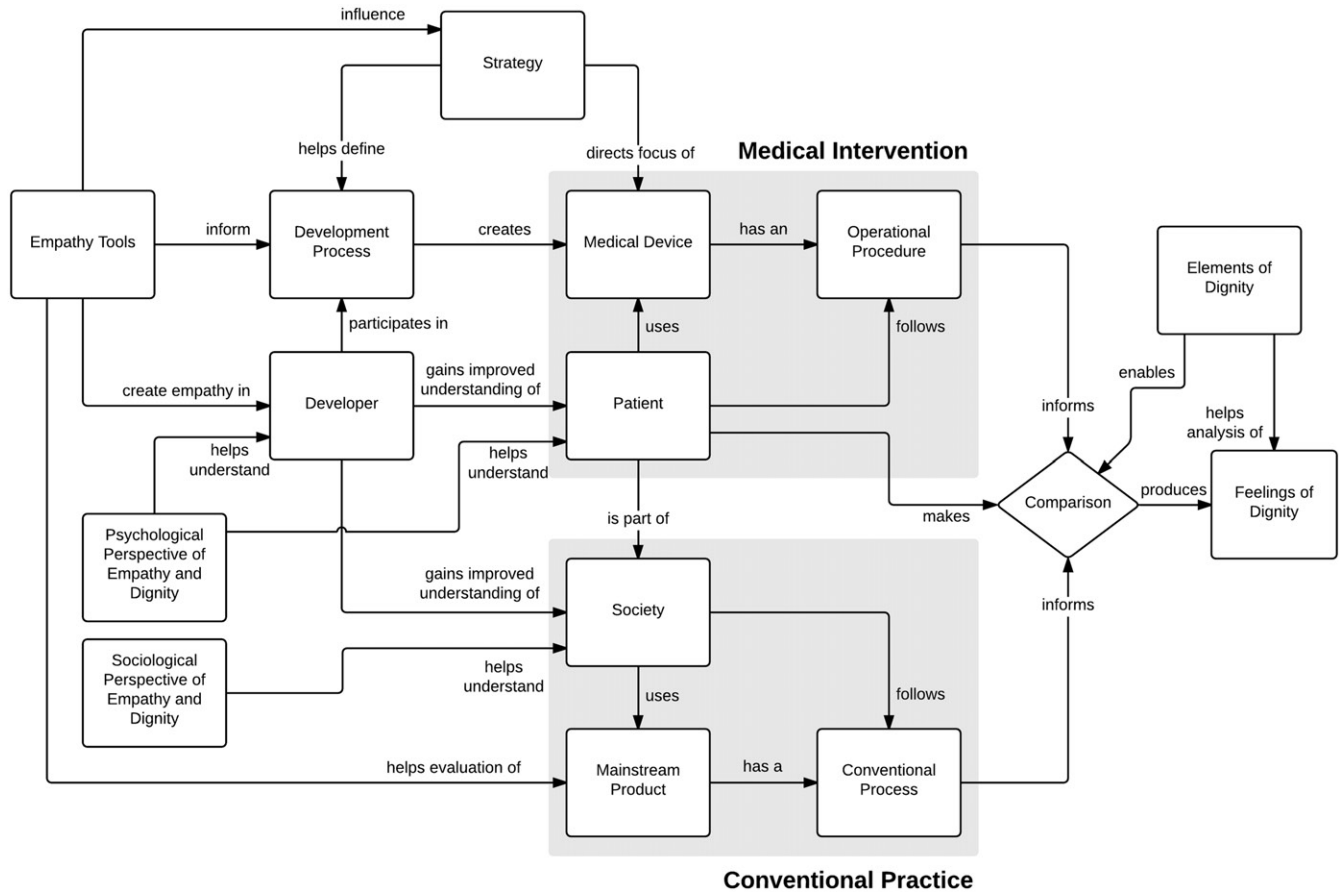 influence
Strategy
helps define
directs focus of
Medical Intervention
Empathy Tools
inform
Development
Process
creates
Medical Device
has an
Operational
Procedure
Elements of
Dignity
participates in
uses
follows
create empathy in
Developer
gains improved
understanding of
Patient
enables
informs
helps
analysis of
helps
understand
helps
understand
Comparison
produces
Feelings of
Dignity
makes
is part of
Psychological
Perspective of
Empathy and
Dignity
gains improved
understanding of
Society
informs
Sociological
Perspective of
Empathy and
Dignity
helps
understand
uses
follows
helps evaluation of
Mainstream
Product
has a
Conventional
Process
Conventional Practice